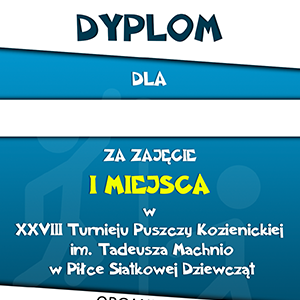 DYPLOM
DLA
ZA ZAJĘCIE
I MIEJSCA
w
XXVIII Turnieju Puszczy Kozienickiej
im. Tadeusza Machnio
w Piłce Siatkowej Dziewcząt